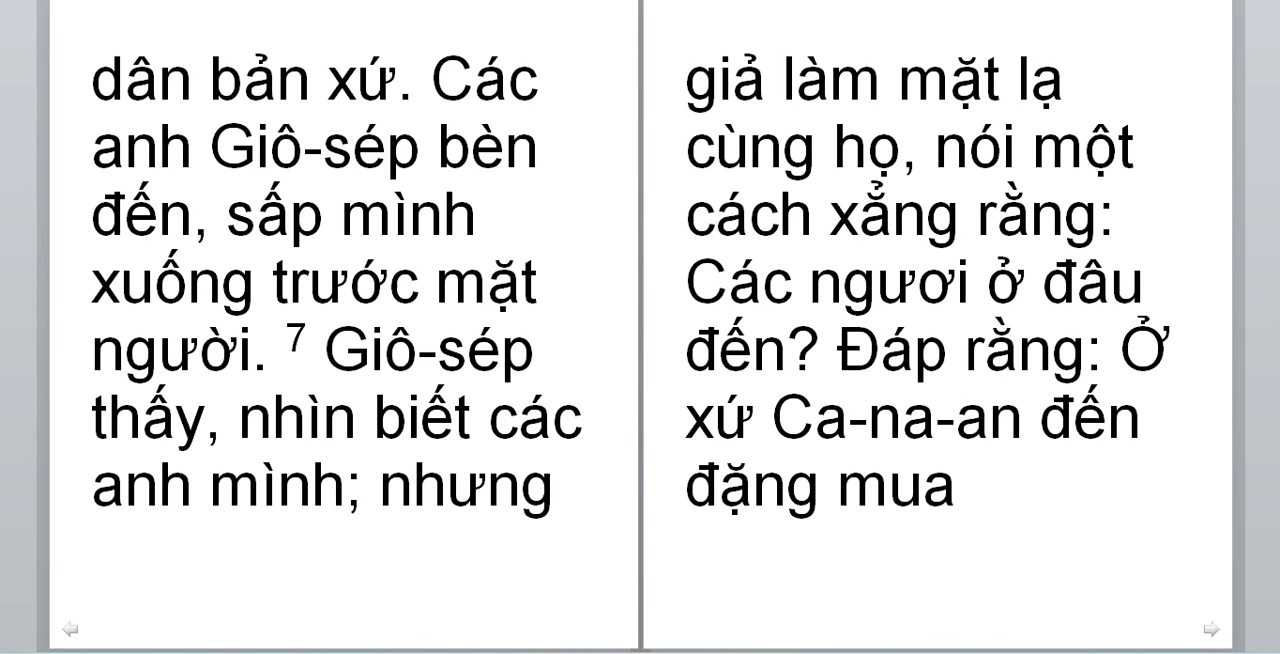 dân bản xứ. Các
anh Giô-sép bèn
đến, sấp mình
xuống trước mặt
người. 7 Giô-sép
thấy, nhìn biết các
anh mình; nhưng
giả làm mặt lạ
cùng họ, nói một
cách xẳng rằng:
Các ngươi ở đâu
đến? Đáp rằng: Ở
xứ Ca-na-an đến
đặng mua